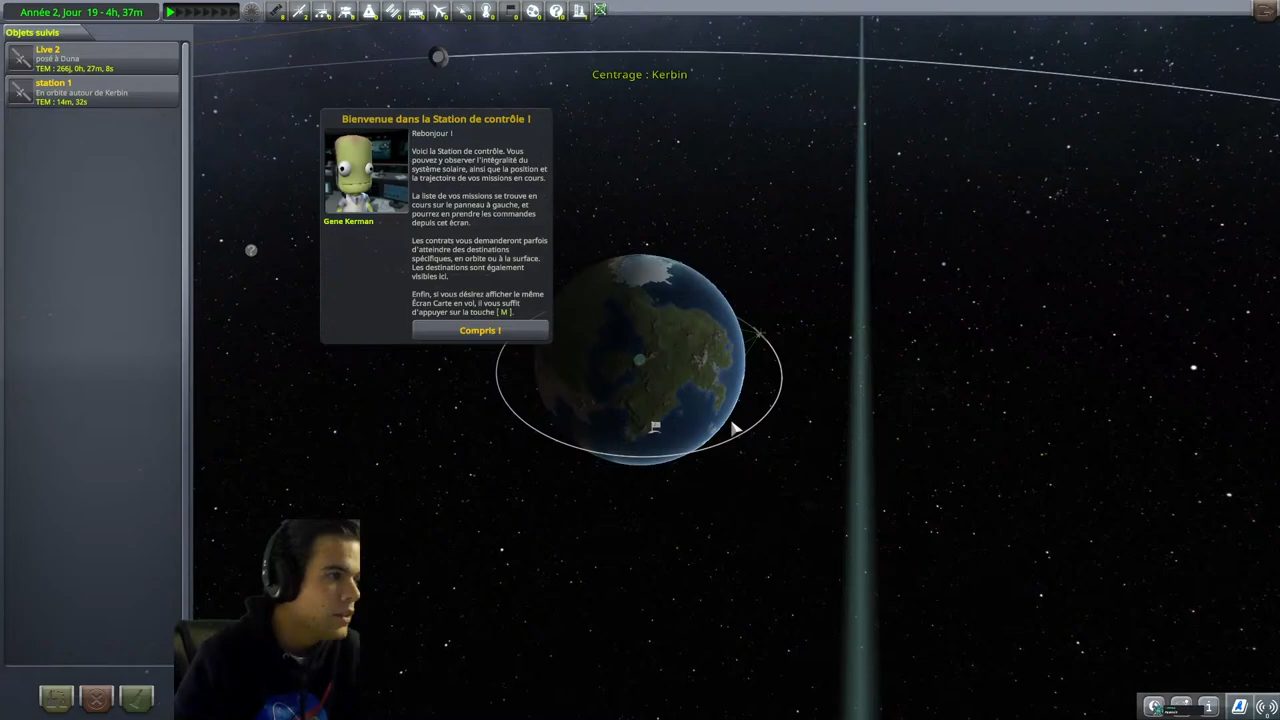 Année 2, Jour 19 - 4h, 37m
Objets suivis
Live 2
posé à Duna
TEM : 266j, 0h, 27m, 8s
station 1
En orbite autour de Kerbin
TEM : 14m, 32s
Centrage : Kerbin
Bienvenue dans la Station de contrôle !
Gene Kerman
Rebonjour !
Voici la Station de contrôle. Vous
pouvez y observer l'intégralité du
système solaire, ainsi que la position et
la trajectoire de vos missions en cours.
La liste de vos missions se trouve en
cours sur le panneau à gauche, et
pourrez en prendre les commandes
depuis cet écran.
Les contrats vous demanderont parfois
d'atteindre des destinations
spécifiques, en orbite ou à la surface.
Les destinations sont également
visibles ici.
Enfin, si vous désirez afficher le même
Écran Carte en vol, il vous suffit
d'appuyer sur la touche [ M ].
Compris !